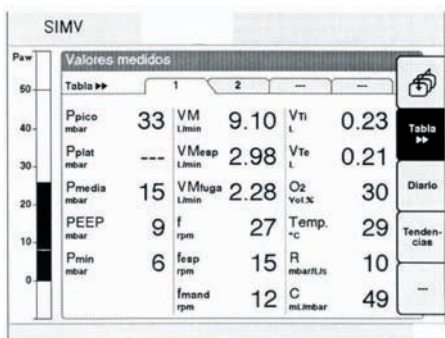 SIMV
Paw
Valores medidos
Tabla ▸▸ 1 2 --- ---
50
40
30
20
10
0
Ppico mbar 33 VM L/min 9.10 VTi L 0.23
Pplat mbar --- VMesp L/min 2.98 VTe L 0.21
Pmedia mbar 15 VMfuga L/min 2.28 O2 Vol.% 30
PEEP mbar 9 f rpm 27 Temp. °C 29
Pmin mbar 6 fesp rpm 15 R mbar/L/s 10
fmand rpm 12 C mL/mbar 49
Tabla ▸▸
Diario
Tenden-
cias
---